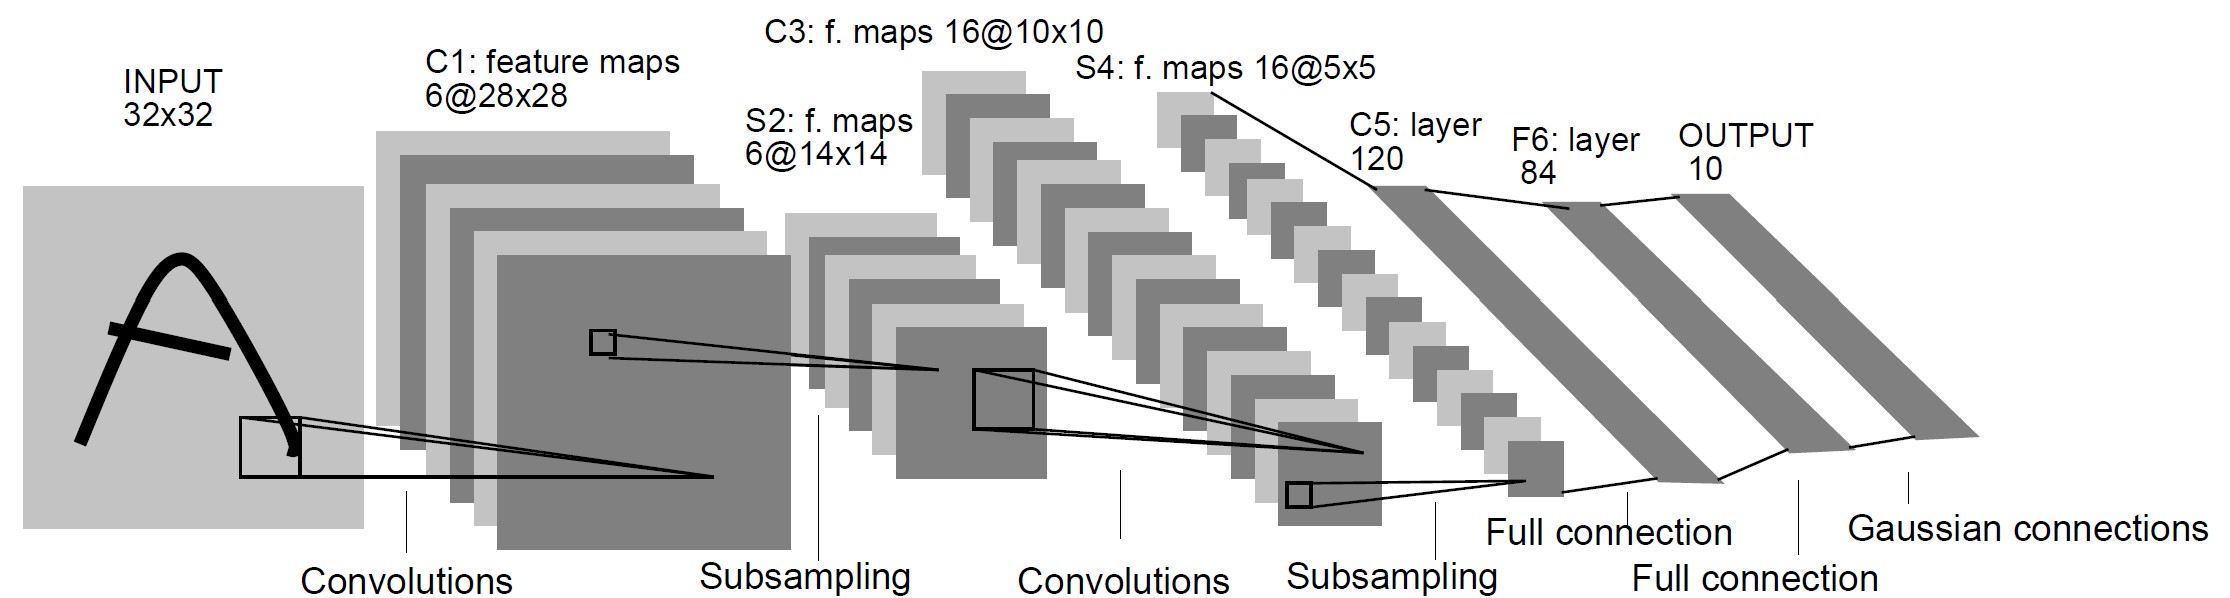 INPUT
32x32
C1: feature maps
6@28x28
S2: f. maps
6@14x14
C3: f. maps 16@10x10
S4: f. maps 16@5x5
C5: layer
120
F6: layer
84
OUTPUT
10
Convolutions
Subsampling
Convolutions
Subsampling
Full connection
Full connection
Gaussian connections